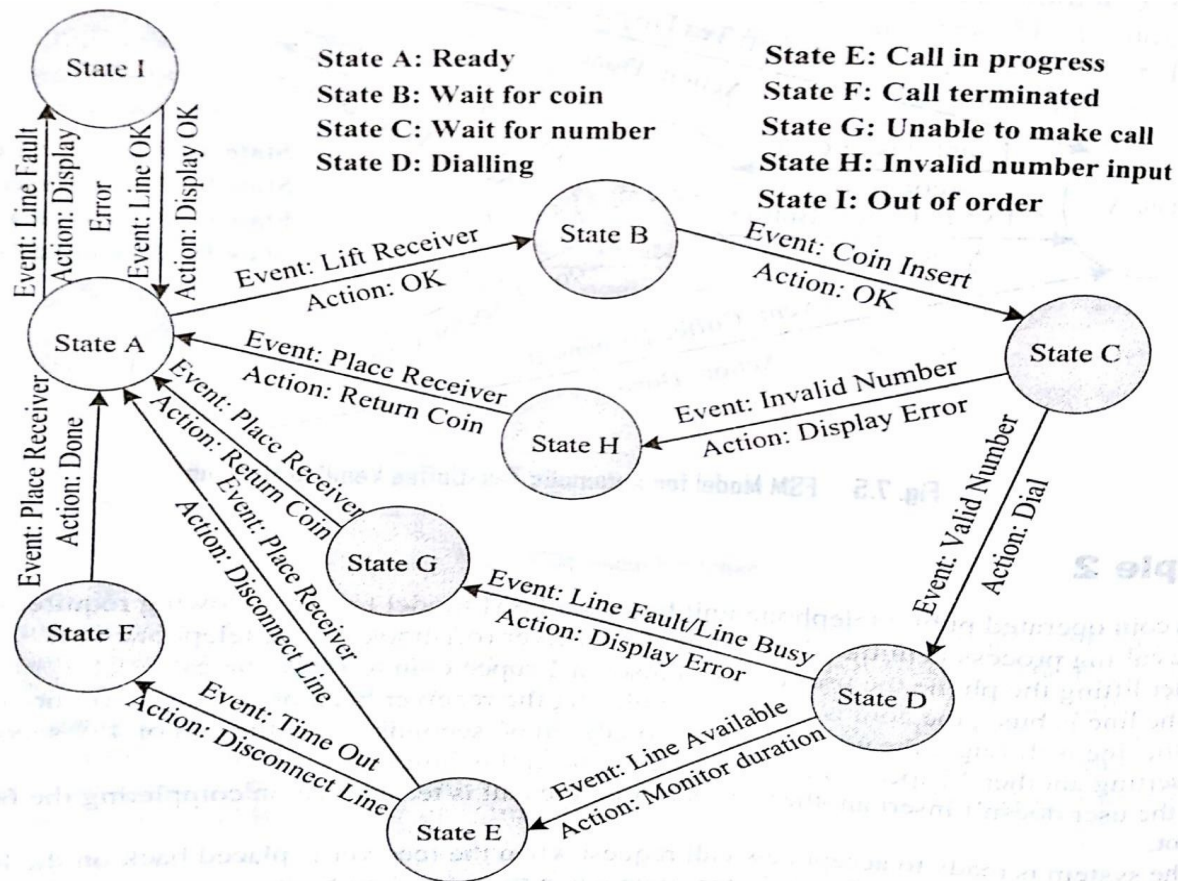 State I
State A: Ready
State B: Wait for coin
State C: Wait for number
State D: Dialling
State E: Call in progress
State F: Call terminated
State G: Unable to make call
State H: Invalid number input
State I: Out of order
Event: Line Fault
Action: Display
Error
Event: Line OK
Action: Display OK
Event: Lift Receiver
Action: OK
State B
Event: Coin Insert
Action: OK
State A
State C
Event: Place Receiver
Action: Return Coin
State H
Event: Invalid Number
Action: Display Error
Event: Place Receiver
Action: Done
Event: Place Receiver
Action: Return Coin
Event: Place Receiver
Action: Disconnect Line
Event: Valid Number
Action: Dial
State G
State F
Event: Line Fault/Line Busy
Action: Display Error
State D
Event: Time Out
Action: Disconnect Line
Event: Line Available
Action: Monitor duration
State E